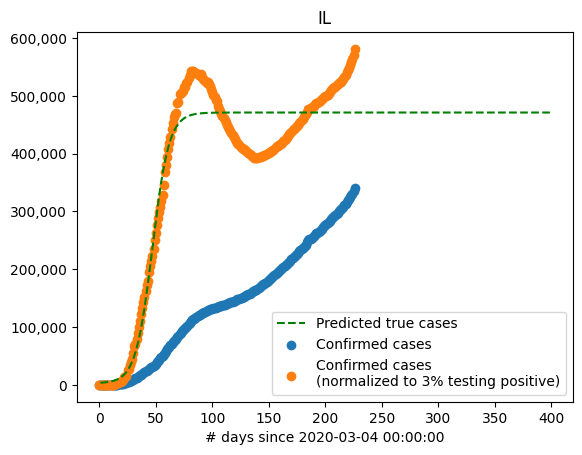 IL
600,000
500,000
400,000
300,000
200,000
100,000
0
Predicted true cases
Confirmed cases
Confirmed cases
(normalized to 3% testing positive)
0 50 100 150 200 250 300 350 400
# days since 2020-03-04 00:00:00